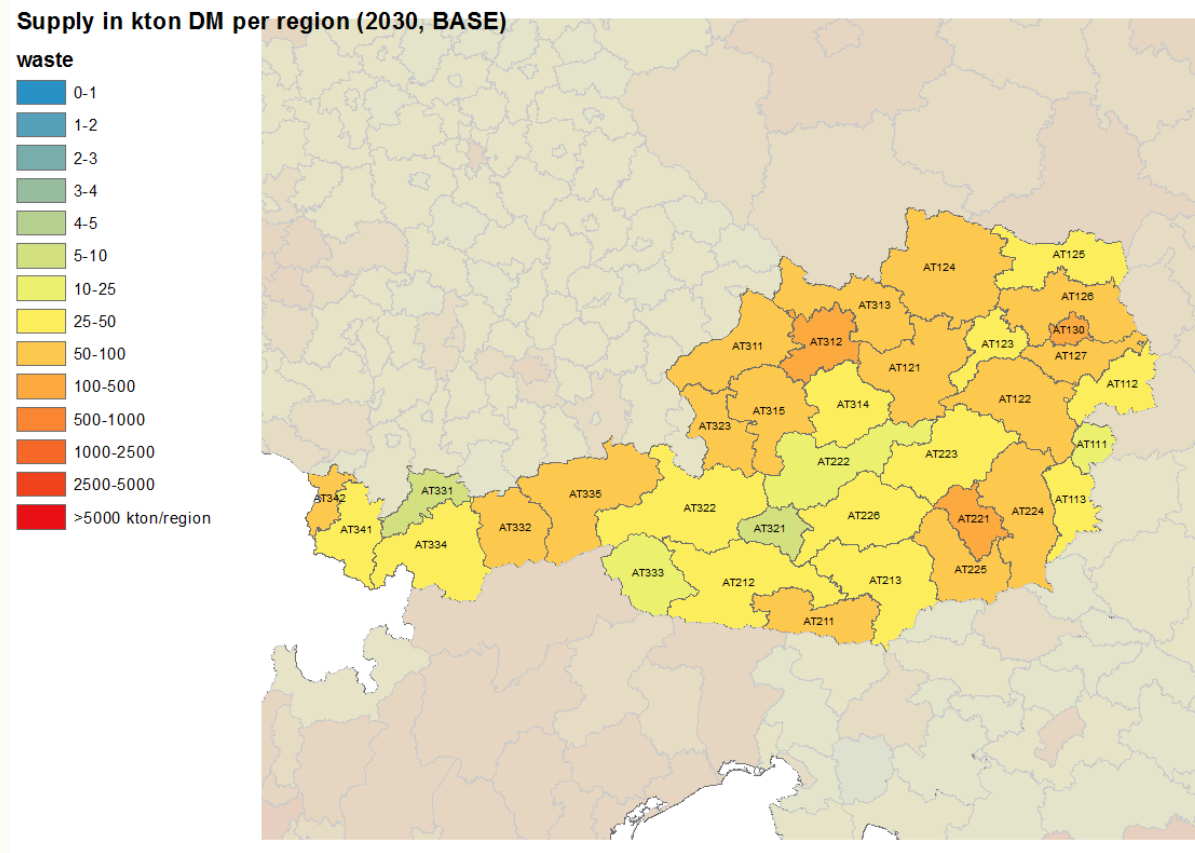 Supply in kton DM per region (2030, BASE)
waste
0-1
1-2
2-3
3-4
4-5
5-10
10-25
25-50
50-100
100-500
500-1000
1000-2500
2500-5000
>5000 kton/region
AT125
AT124
AT126
AT313
AT130
AT312
AT123
AT311
AT127
AT121
AT112
AT122
AT314
AT315
AT323
AT111
AT223
AT222
AT331
AT335
AT342
AT113
AT322
AT224
AT226
AT221
AT332
AT321
AT341
AT334
AT225
AT333
AT212
AT213
AT211